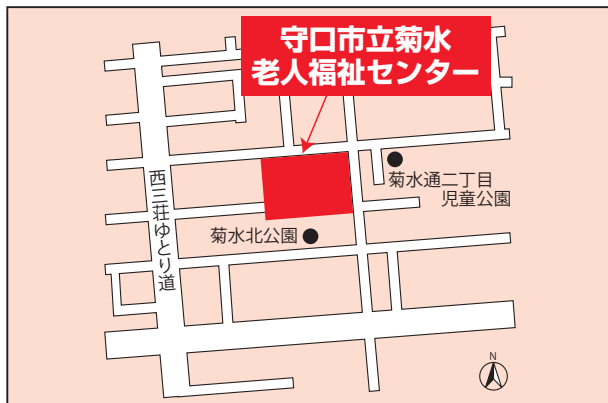 守口市立菊水
老人福祉センター
菊水通二丁目
児童公園
西三荘ゆとり道
菊水北公園
N